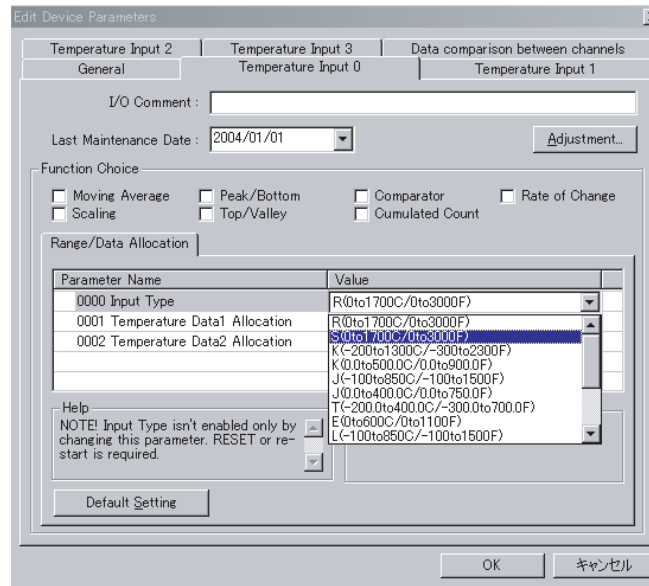 Edit Device Parameters
Temperature Input 2
Temperature Input 3
Data comparison between channels
General
Temperature Input 0
Temperature Input 1
I/O Comment :
Last Maintenance Date : 2004/01/01
Adjustment...
Function Choice
Moving Average
Peak/Bottom
Comparator
Rate of Change
Scaling
Top/Valley
Cumulated Count
Range/Data Allocation
Parameter Name
Value
0000 Input Type
R(0to1700C/0to3000F)
0001 Temperature Data1 Allocation
R(0to1700C/0to3000F)
0002 Temperature Data2 Allocation
S(0to1700C/0to3000F)
K(-200to1300C/-300to2300F)
K(0.0to500.0C/0.0to900.0F)
J(-100to850C/-100to1500F)
J(0.0to400.0C/0.0to750.0F)
T(-200.0to400.0C/-300.0to700.0F)
E(0to600C/0to1100F)
L(-100to850C/-100to1500F)
Help
NOTE! Input Type isn't enabled only by
changing this parameter. RESET or re-
start is required.
Default Setting
OK
キャンセル